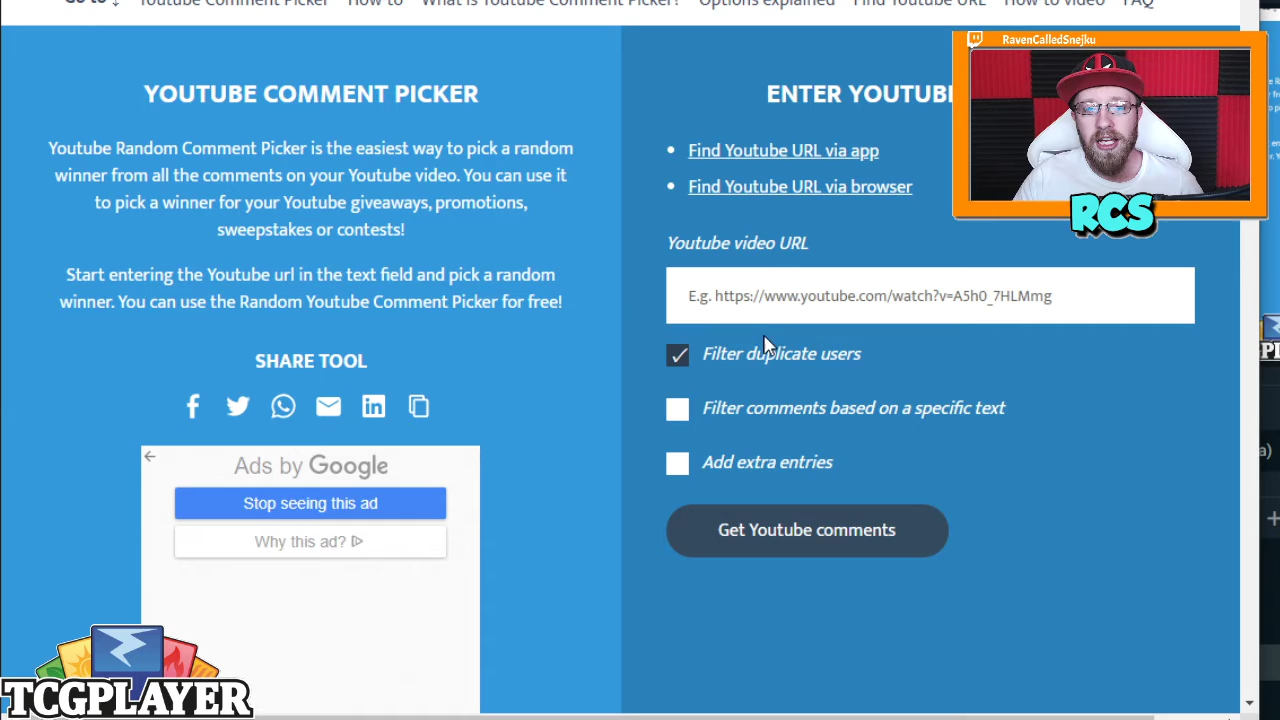 Go to
Youtube Comment Picker
How to
What is Youtube Comment Picker?
Options explained
Find Youtube URL
How to video
FAQ
YOUTUBE COMMENT PICKER
Youtube Random Comment Picker is the easiest way to pick a random
winner from all the comments on your Youtube video. You can use it
to pick a winner for your Youtube giveaways, promotions,
sweepstakes or contests!
Start entering the Youtube url in the text field and pick a random
winner. You can use the Random Youtube Comment Picker for free!
SHARE TOOL
Ads by Google
Stop seeing this ad
Why this ad?
TCGPLAYER
ENTER YOUTUBE
Find Youtube URL via app
Find Youtube URL via browser
Youtube video URL
E.g. https://www.youtube.com/watch?v=A5h0_7HLMmg
Filter duplicate users
Filter comments based on a specific text
Add extra entries
Get Youtube comments
RavenCalledSnejku
RCS